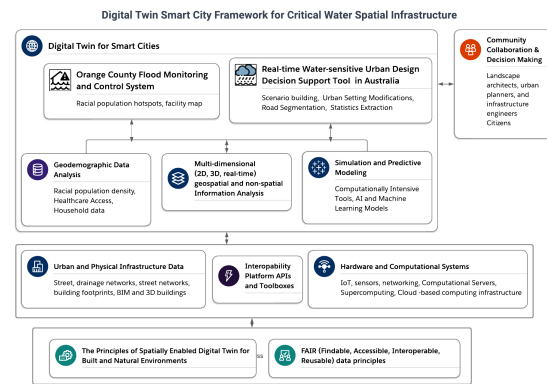 Digital Twin Smart City Framework for Critical Water Spatial Infrastructure
Digital Twin for Smart Cities
Orange County Flood Monitoring
and Control System
Racial population hotspots, facility map
Real-time Water-sensitive Urban Design
Decision Support Tool in Australia
Scenario building, Urban Setting Modifications,
Road Segmentation, Statistics Extraction
Community
Collaboration &
Decision Making
Landscape
architects, urban
planners, and
infrastructure
engineers
Citizens
Geodemographic Data
Analysis
Racial population density,
Healthcare Access,
Household data
Multi-dimensional
(2D, 3D, real-time)
geospatial and non-spatial
Information Analysis
Simulation and Predictive
Modeling
Computationally Intensive
Tools, AI and Machine
Learning Models
Urban and Physical Infrastructure Data
Street, drainage networks, street networks,
building footprints, BIM and 3D buildings
Interopability
Platform APIs
and Toolboxes
Hardware and Computational Systems
IoT, sensors, networking, Computational Servers,
Supercomputing, Cloud -based computing infrastructure
The Principles of Spatially Enabled Digital Twin for
Built and Natural Environments
ss
FAIR (Findable, Accessible, Interoperable,
Reusable) data principles